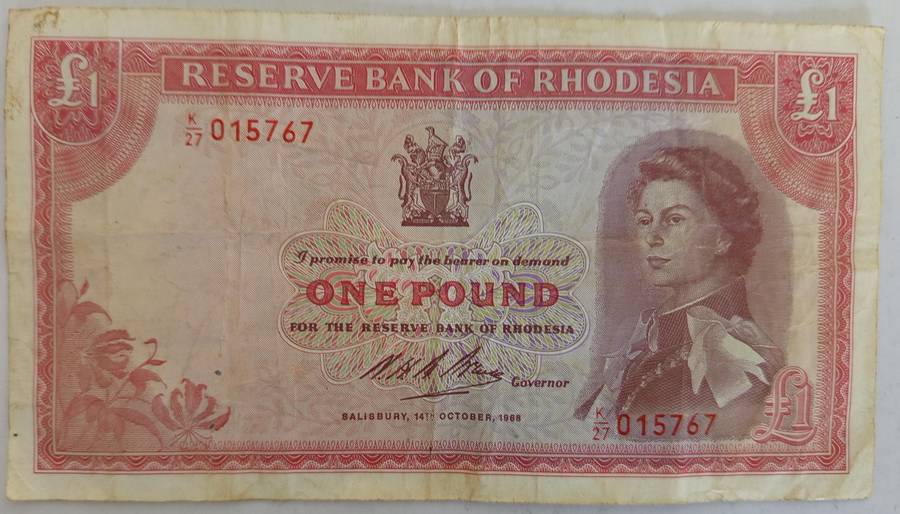 £1 RESERVE BANK OF RHODESIA £1
K/27 015767
I promise to pay the bearer on demand
ONE POUND
FOR THE RESERVE BANK OF RHODESIA
Governor
SALISBURY, 14TH OCTOBER, 1968
K/27 015767
£1